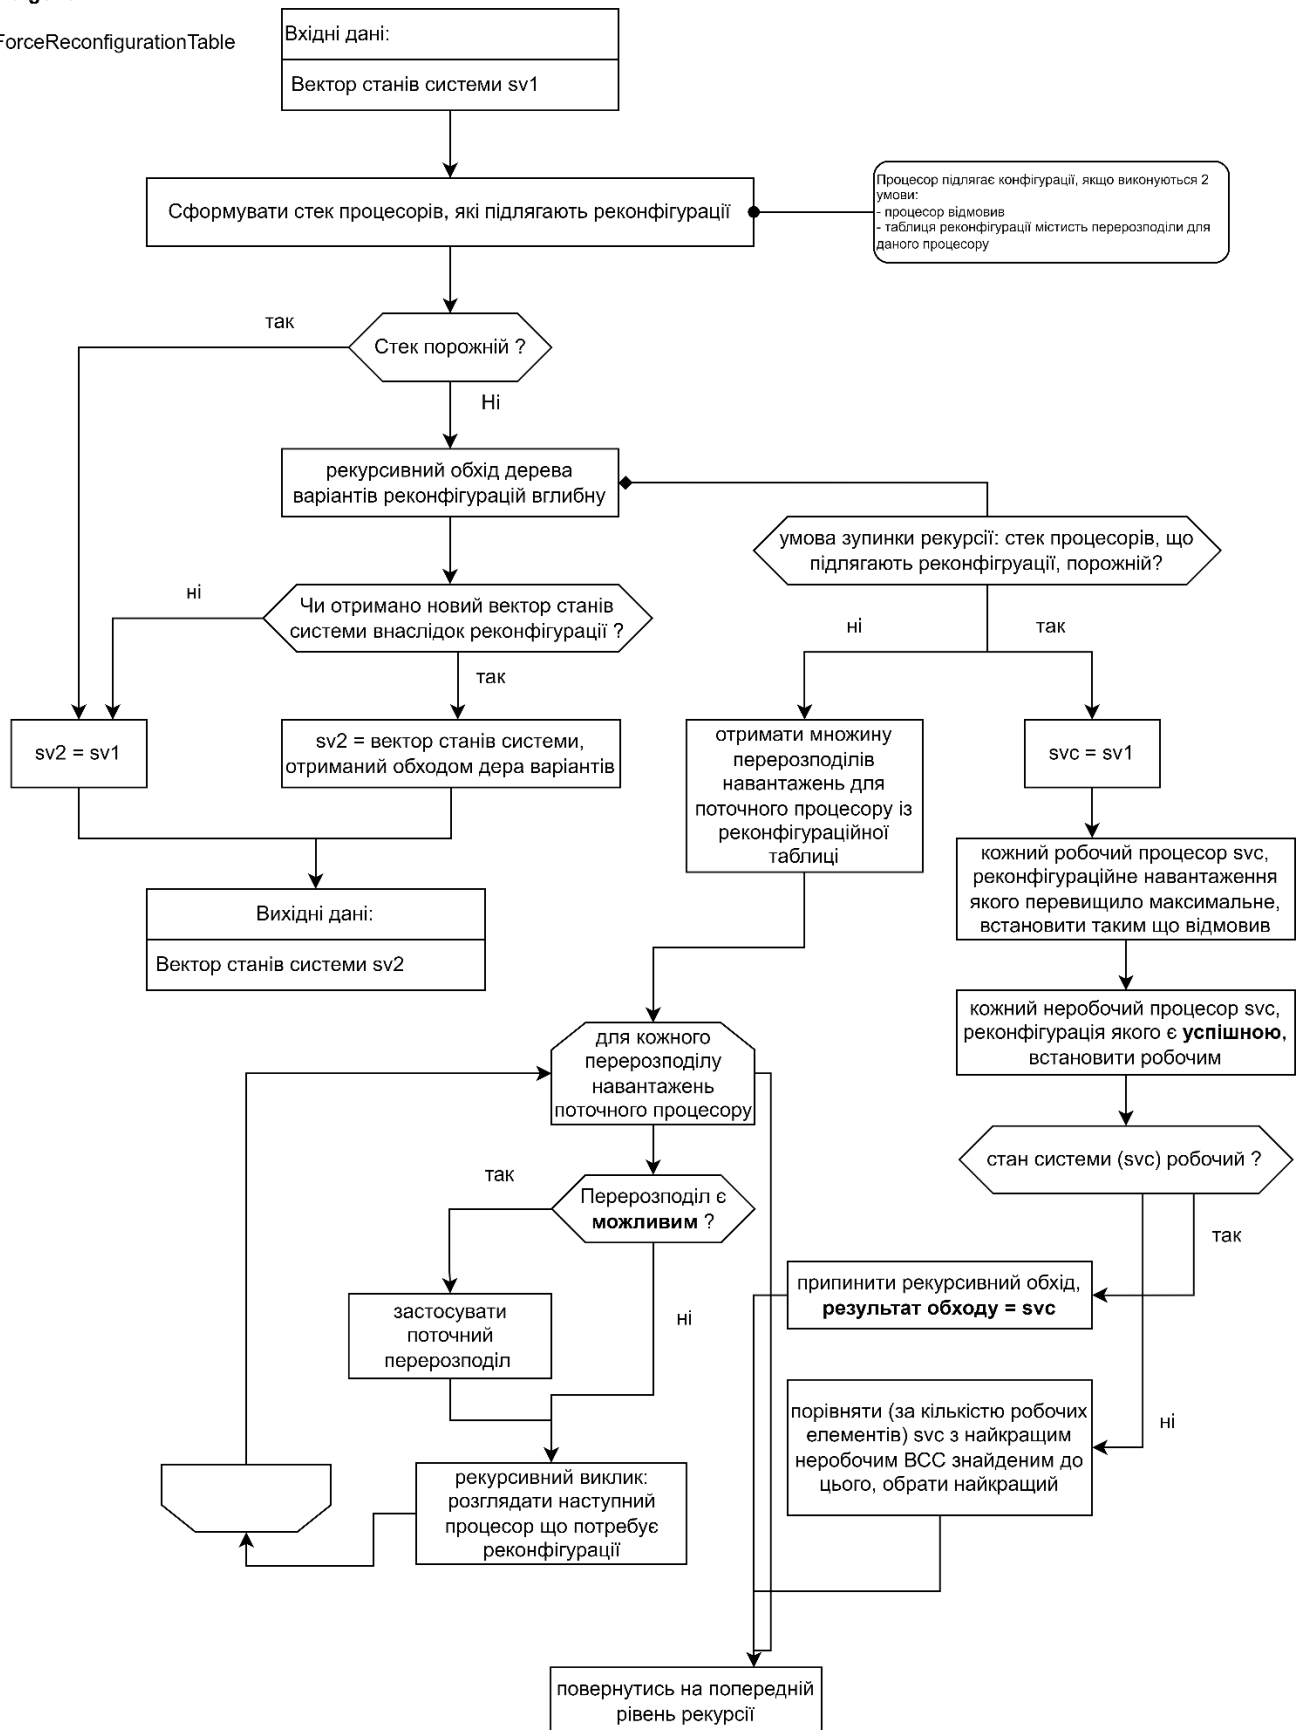 ForceReconfigurationTable
Вхідні дані:
Вектор станів системи sv1
Сформувати стек процесорів, які підлягають реконфігурації
Процесор підлягає конфігурації, якщо виконуються 2
умови:
- процесор відмовив
- таблиця реконфігурації містисть перерозподіли для
даного процесору
так
Стек порожній ?
Ні
рекурсивний обхід дерева
варіантів реконфігурацій вглибну
умова зупинки рекурсії: стек процесорів, що
підлягають реконфігруації, порожній?
ні
Чи отримано новий вектор станів
системи внаслідок реконфігурації ?
так
ні
так
sv2 = sv1
sv2 = вектор станів системи,
отриманий обходом дера варіантів
отримати множину
перерозподілів
навантажень для
поточного процесору із
реконфігураційної
таблиці
svc = sv1
кожний робочий процесор svc,
реконфігураційне навантаження
якого перевищило максимальне,
встановити таким що відмовив
Вихідні дані:
Вектор станів системи sv2
кожний неробочий процесор svc,
реконфігурація якого є успішною,
встановити робочим
для кожного
перерозподілу
навантажень
поточного процесору
стан системи (svc) робочий ?
так
Перерозподіл є
можливим ?
так
ні
застосувати
поточний
перерозподіл
припинити рекурсивний обхід,
результат обходу = svc
ні
порівняти (за кількістю робочих
елементів) svc з найкращим
неробочим ВСС знайденим до
цього, обрати найкращий
рекурсивний виклик:
розглядати наступний
процесор що потребує
реконфігурації
повернутись на попередній
рівень рекурсії